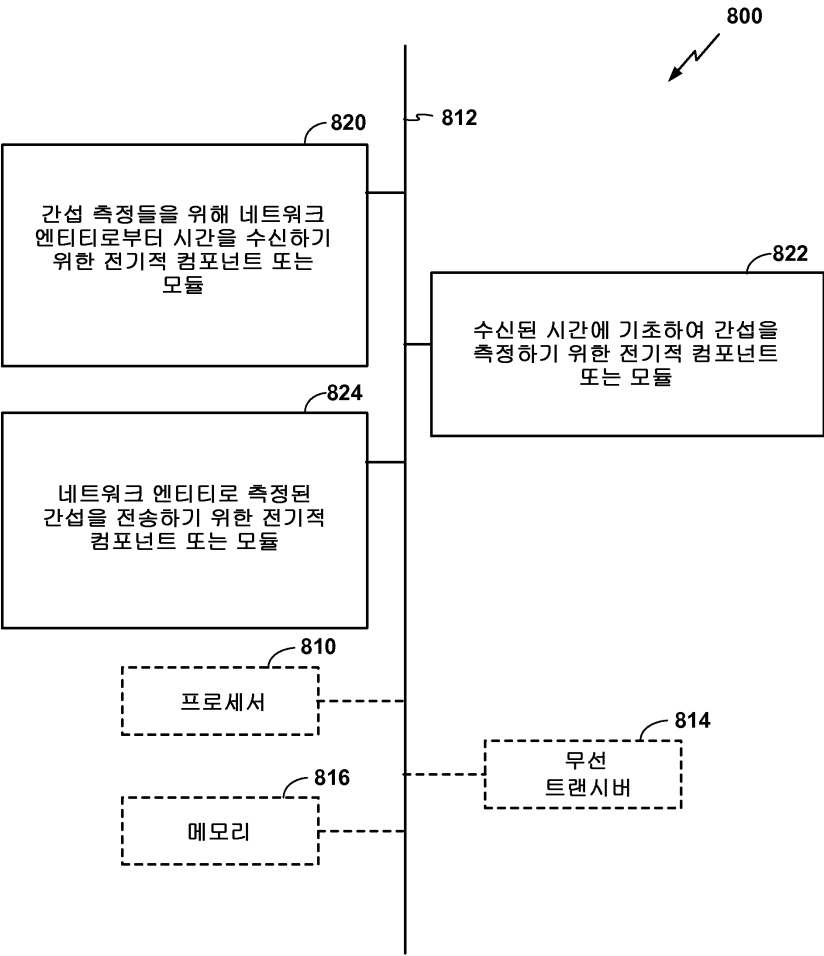 800
812
820
간섭 측정들을 위해 네트워크
엔티티로부터 시간을 수신하기
위한 전기적 컴포넌트 또는
모듈
822
수신된 시간에 기초하여 간섭을
측정하기 위한 전기적 컴포넌트
또는 모듈
824
네트워크 엔티티로 측정된
간섭을 전송하기 위한 전기적
컴포넌트 또는 모듈
810
프로세서
814
무선
트랜시버
816
메모리